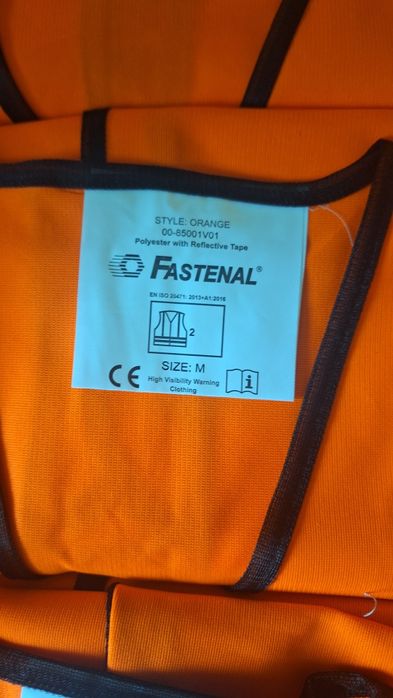 STYLE: ORANGE
00-85001V01
Polyester with Reflective Tape
FASTENAL®
EN ISO 20471: 2013+A1:2016
2
SIZE: M
CE High Visibility Warning
Clothing
i